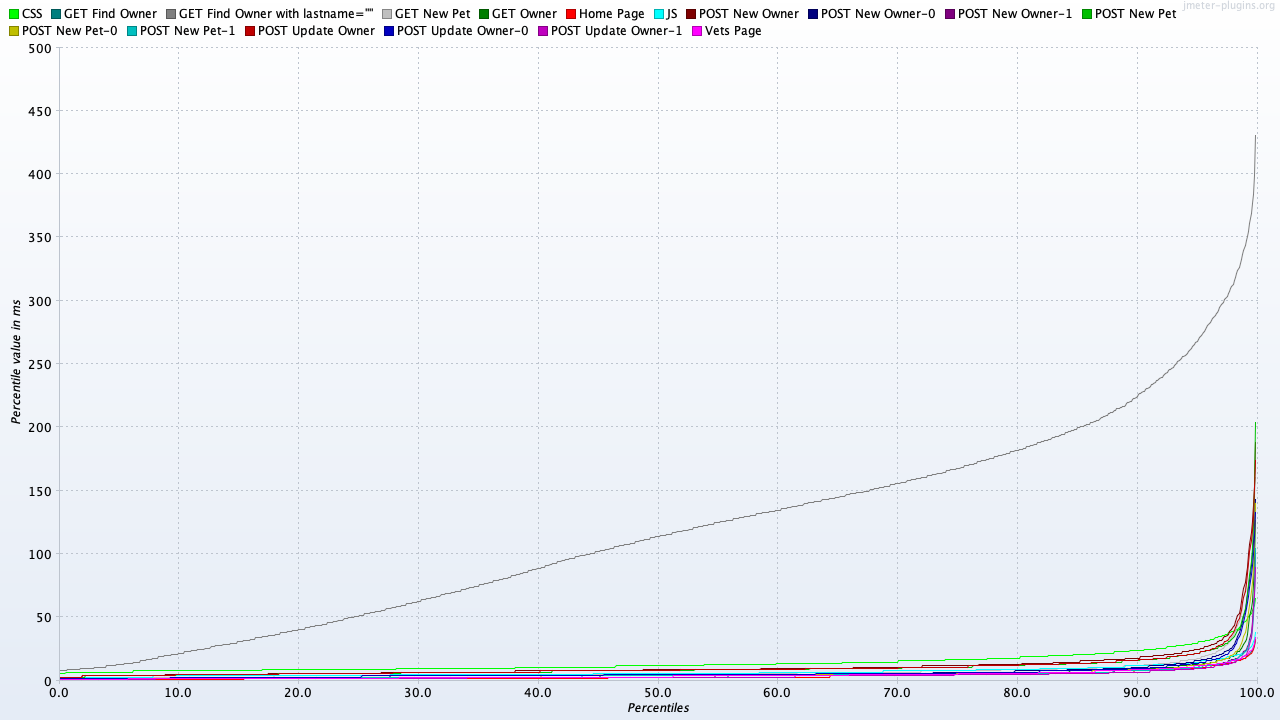 jmeter-plugins.org
CSS GET Find Owner GET Find Owner with lastname="" GET New Pet GET Owner Home Page JS POST New Owner POST New Owner-0 POST New Owner-1 POST New Pet
POST New Pet-0 POST New Pet-1 POST Update Owner POST Update Owner-0 POST Update Owner-1 Vets Page
500
450
400
350
300
250
200
150
100
50
0
Percentile value in ms
0.0 10.0 20.0 30.0 40.0 50.0 60.0 70.0 80.0 90.0 100.0
Percentiles